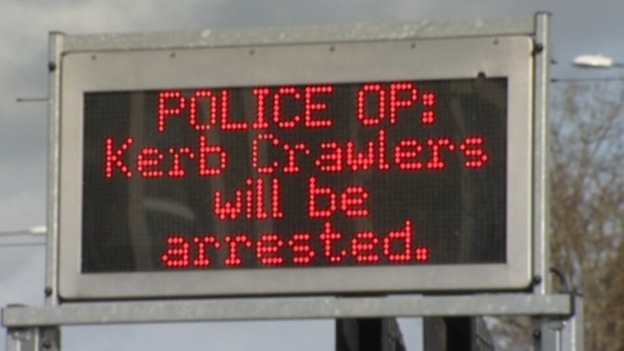 POLICE OP:
Kerb Crawlers
will be
arrested.